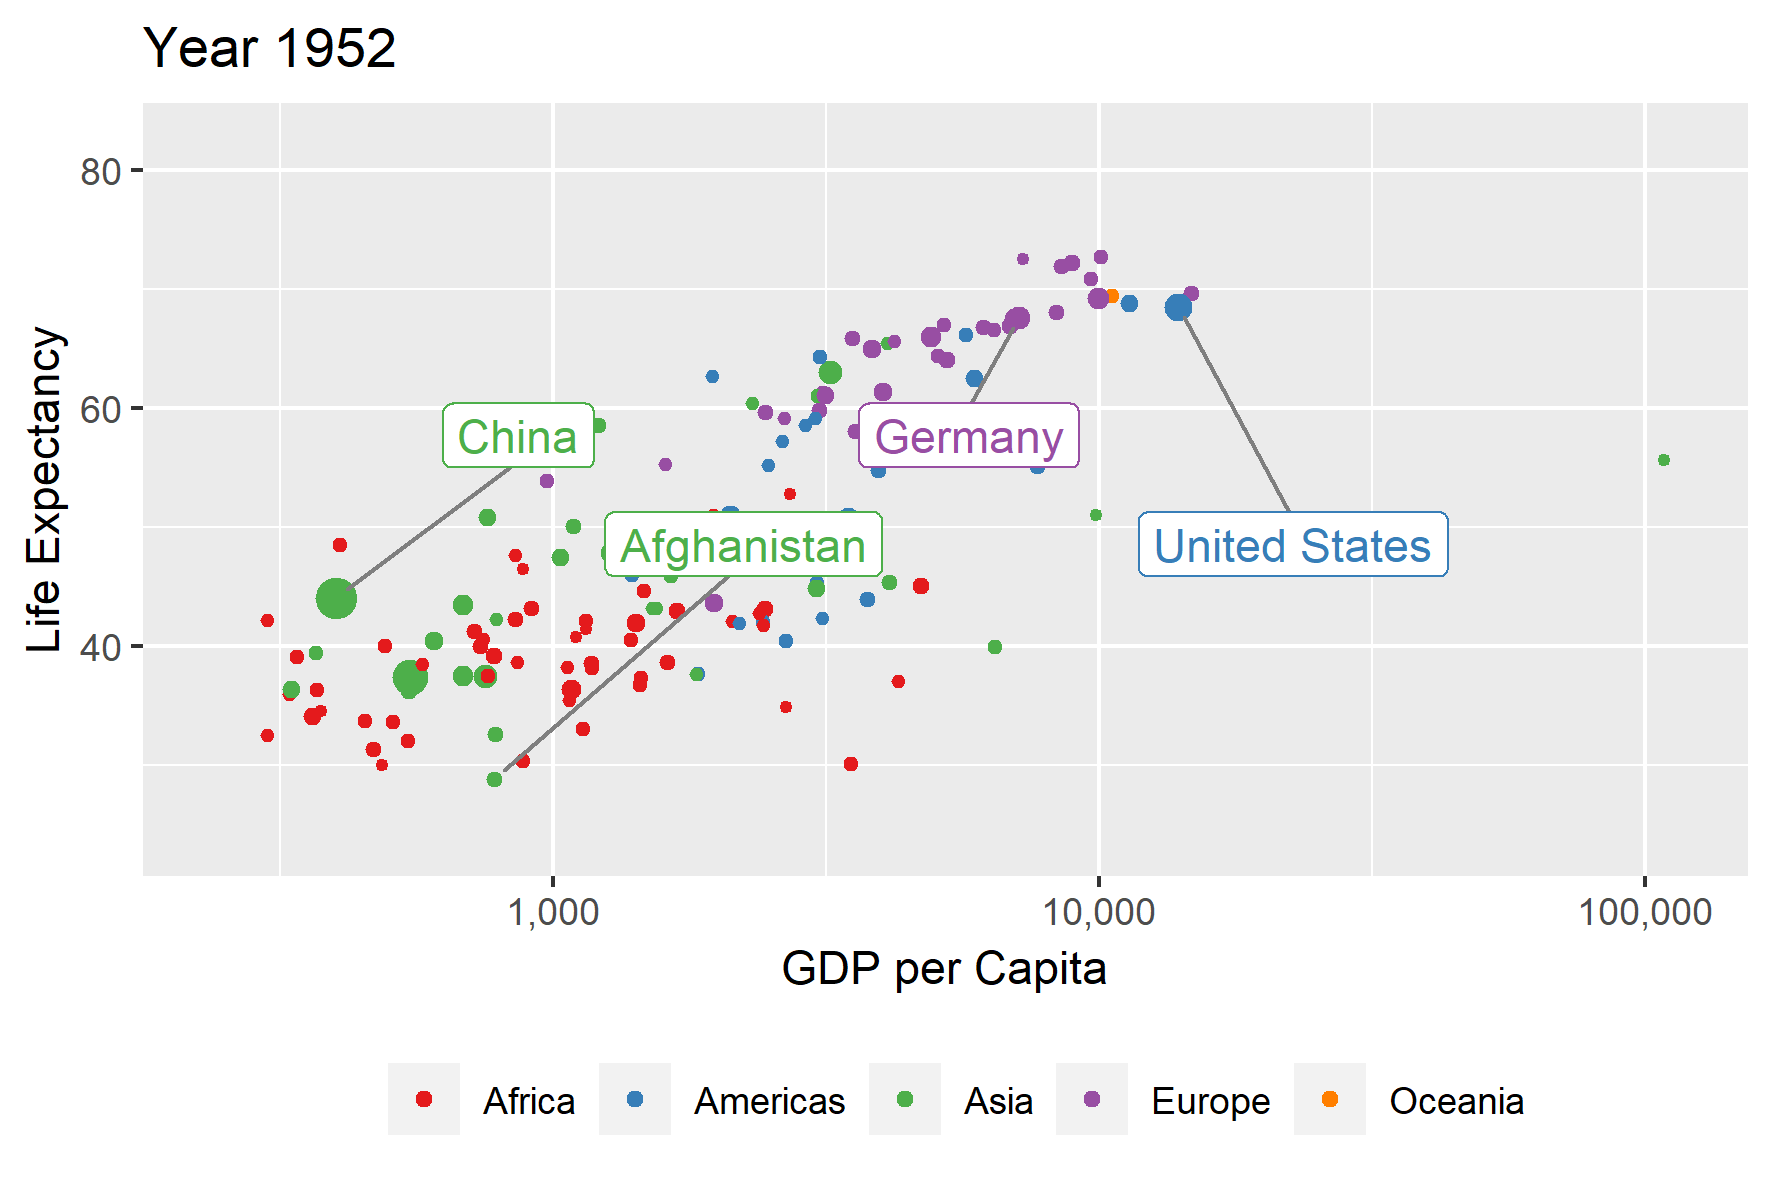 Year 1952
80
60
40
Life Expectancy
China
Germany
Afghanistan
United States
1,000
10,000
100,000
GDP per Capita
Africa
Americas
Asia
Europe
Oceania